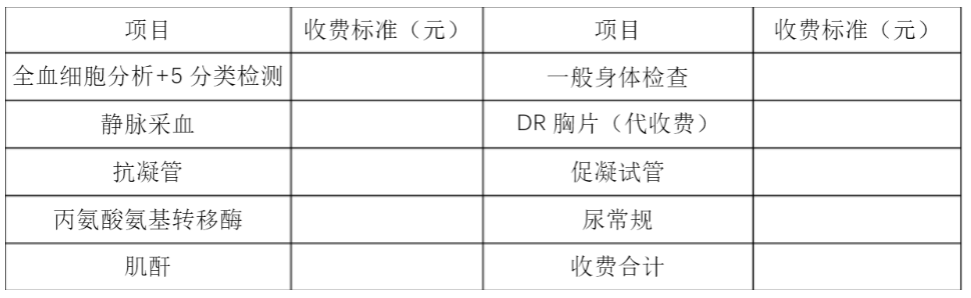 项目 收费标准（元） 项目 收费标准（元）
全血细胞分析+5 分类检测 一般身体检查
静脉采血 DR 胸片（代收费）
抗凝管 促凝试管
丙氨酸氨基转移酶 尿常规
肌酐 收费合计